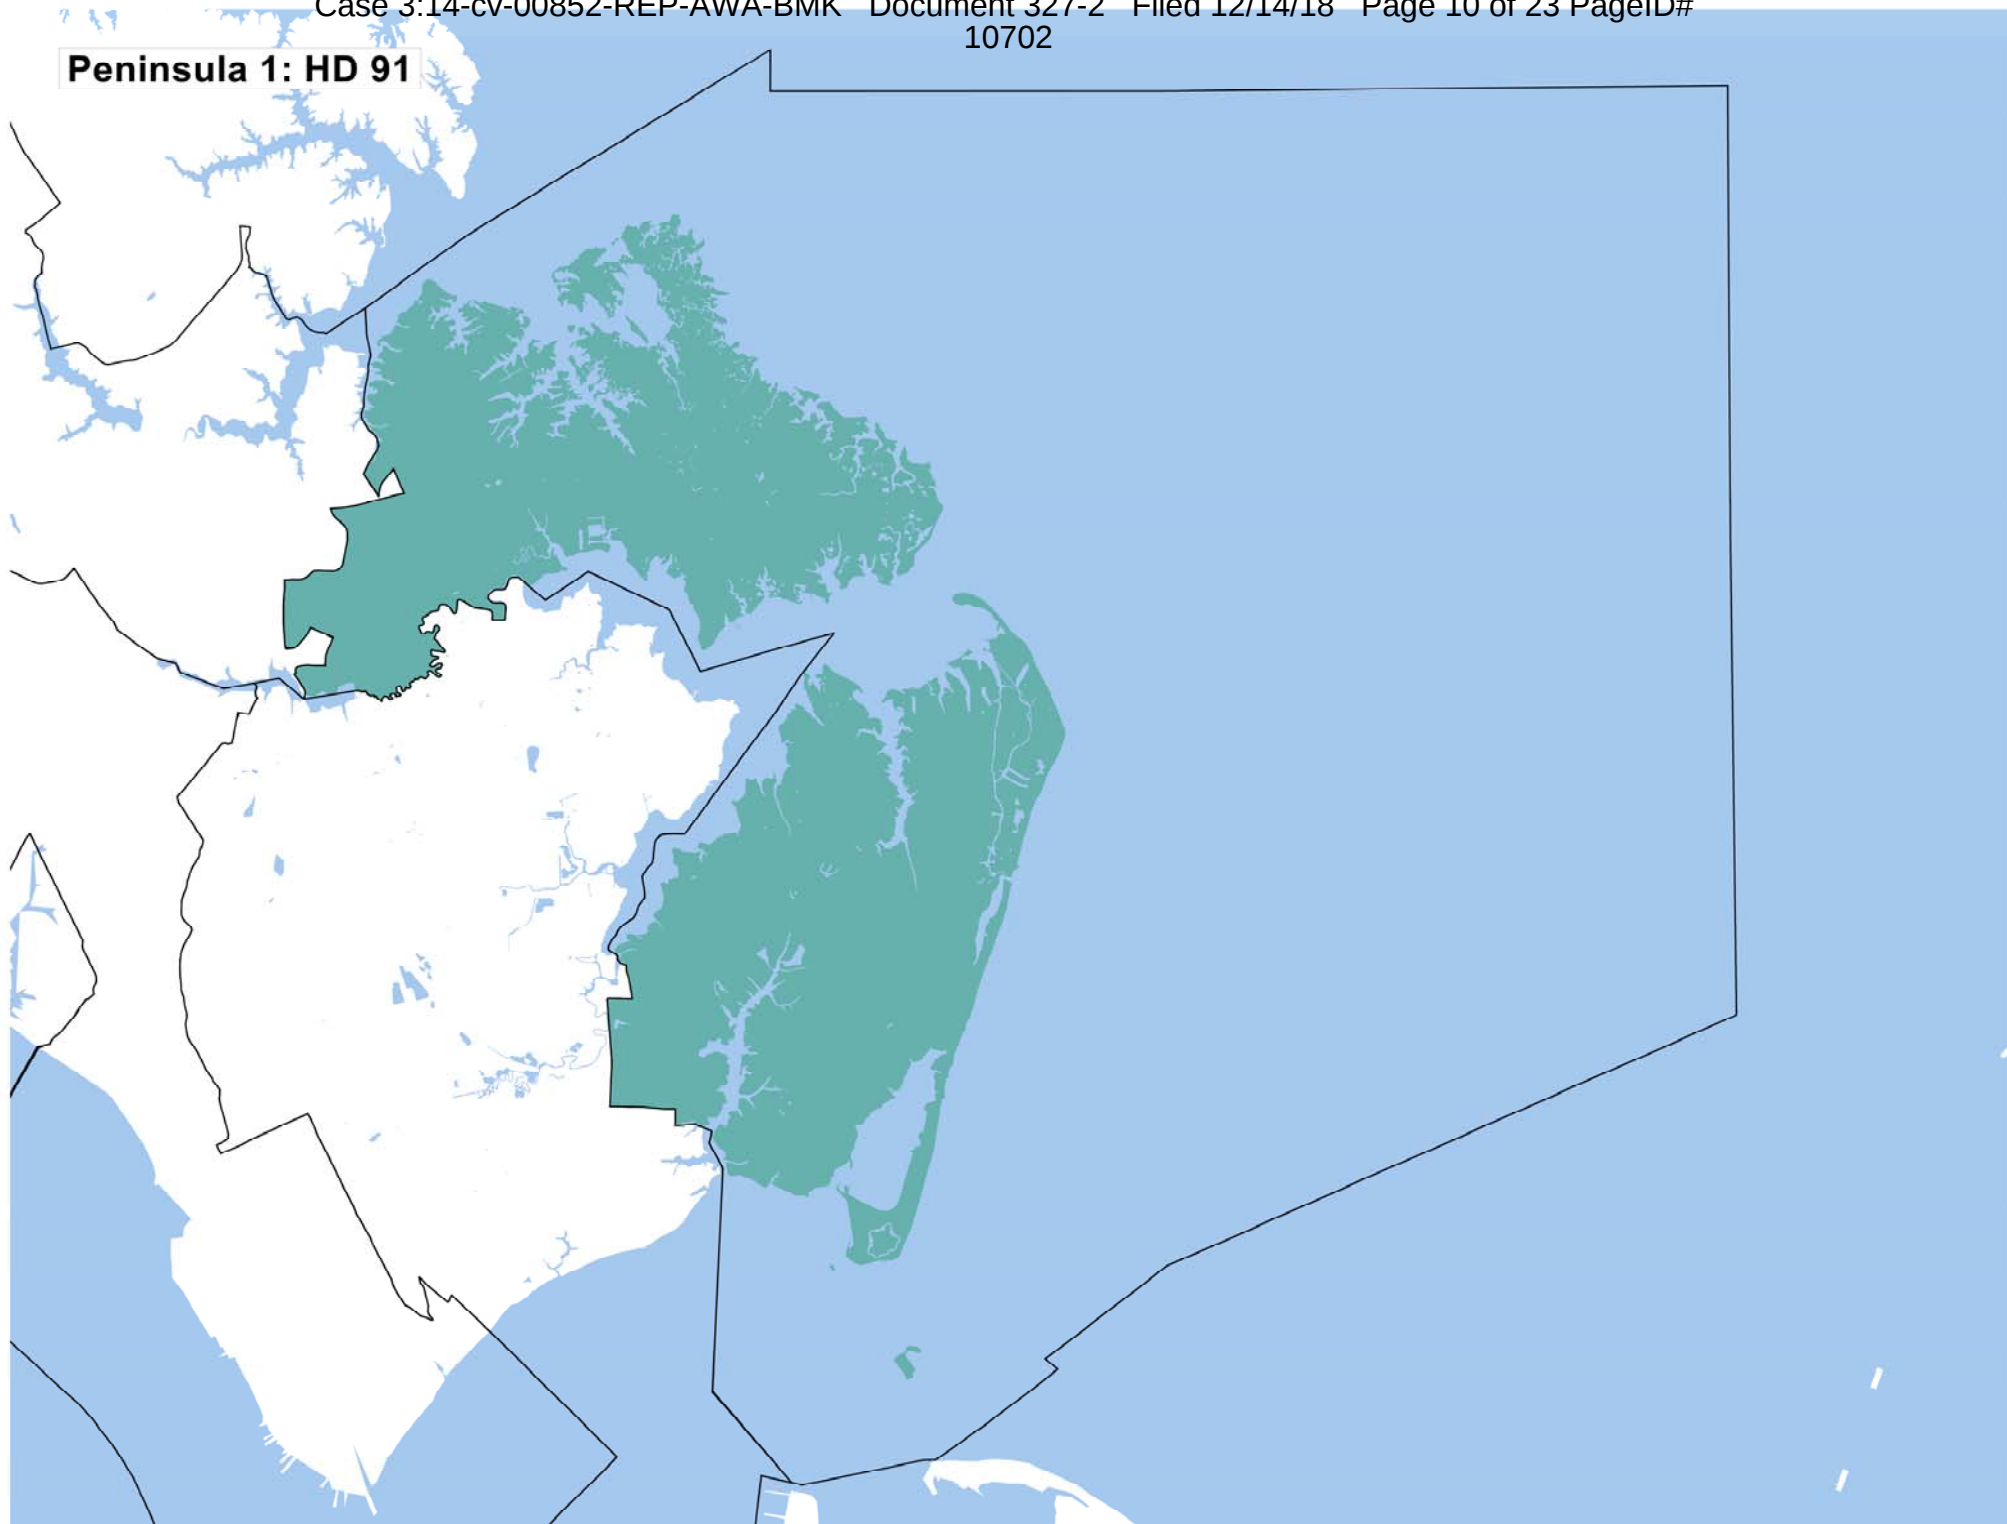 Case 3:14-cv-00852-REP-AWA-BMK Document 327-2 Filed 12/14/18 Page 10 of 23 PageID#
10702
Peninsula 1: HD 91